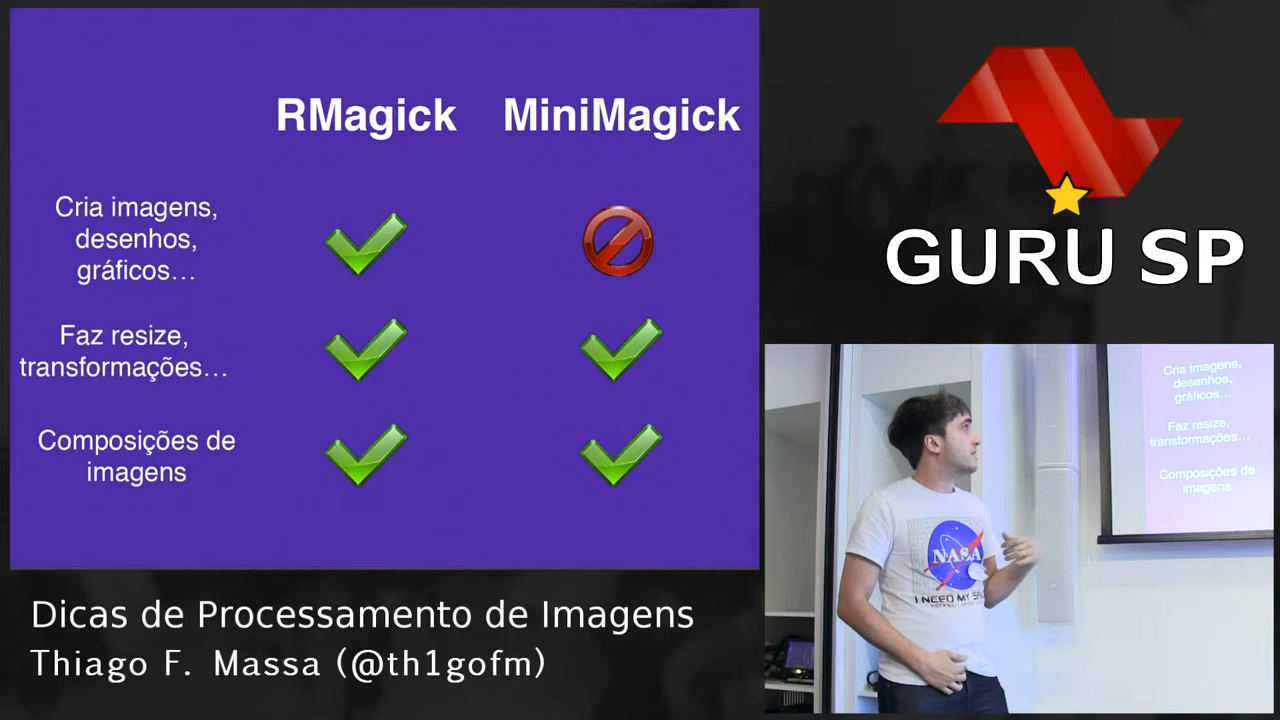 RMagick MiniMagick
Cria imagens,
desenhos,
gráficos...
Faz resize,
transformações...
Composições de
imagens
GURU SP
Cria imagens,
desenhos,
gráficos...
Faz resize,
transformações...
Composições de
imagens
NASA
I NEED MY
Dicas de Processamento de Imagens
Thiago F. Massa (@th1gofm)